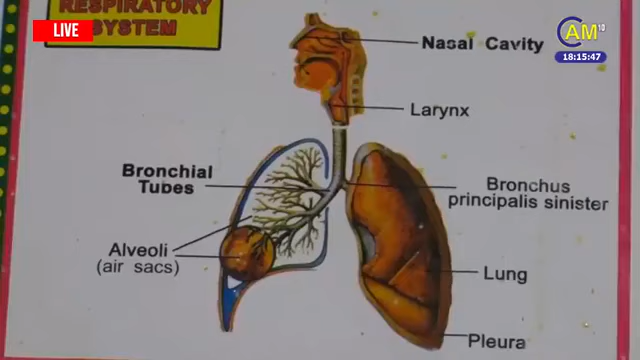 RESPIRATORY
SYSTEM
LIVE
CAM10
18:15:47
Nasal Cavity
Larynx
Bronchial
Tubes
Bronchus
principalis sinister
Alveoli
(air sacs)
Lung
Pleura